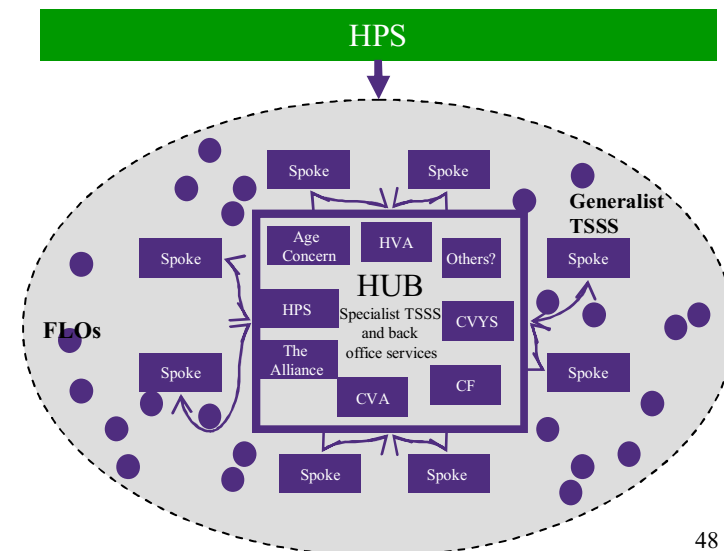 HPS
Spoke
Spoke
Generalist
TSSS
Age
Concern
HVA
Others?
Spoke
Spoke
HUB
HPS
Specialist TSSS
and back
office services
CVYS
FLOs
The
Alliance
Spoke
Spoke
CVA
CF
Spoke
Spoke
48